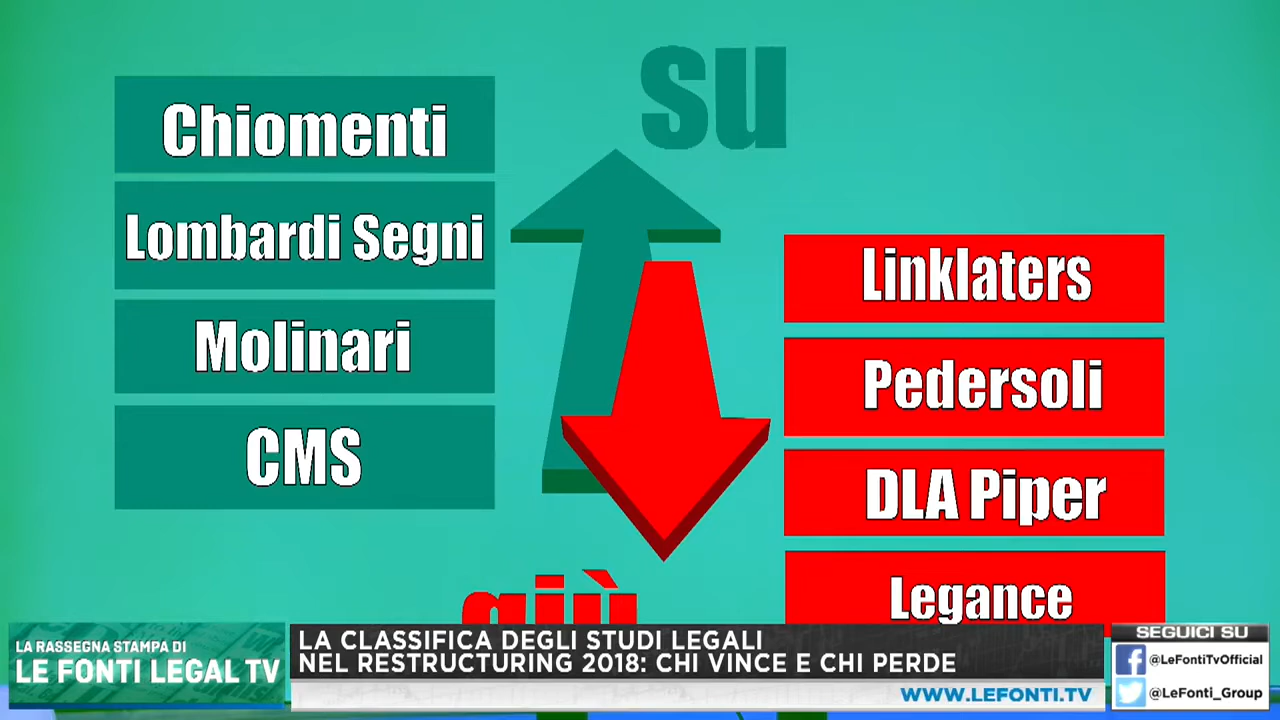 su
Chiomenti
Lombardi Segni
Molinari
CMS
Linklaters
Pedersoli
DLA Piper
Legance
giù
LA RASSEGNA STAMPA DI
LE FONTI LEGAL TV
LA CLASSIFICA DEGLI STUDI LEGALI
NEL RESTRUCTURING 2018: CHI VINCE E CHI PERDE
WWW.LEFONTI.TV
SEGUICI SU
@LeFontiTvOfficial
@LeFonti_Group